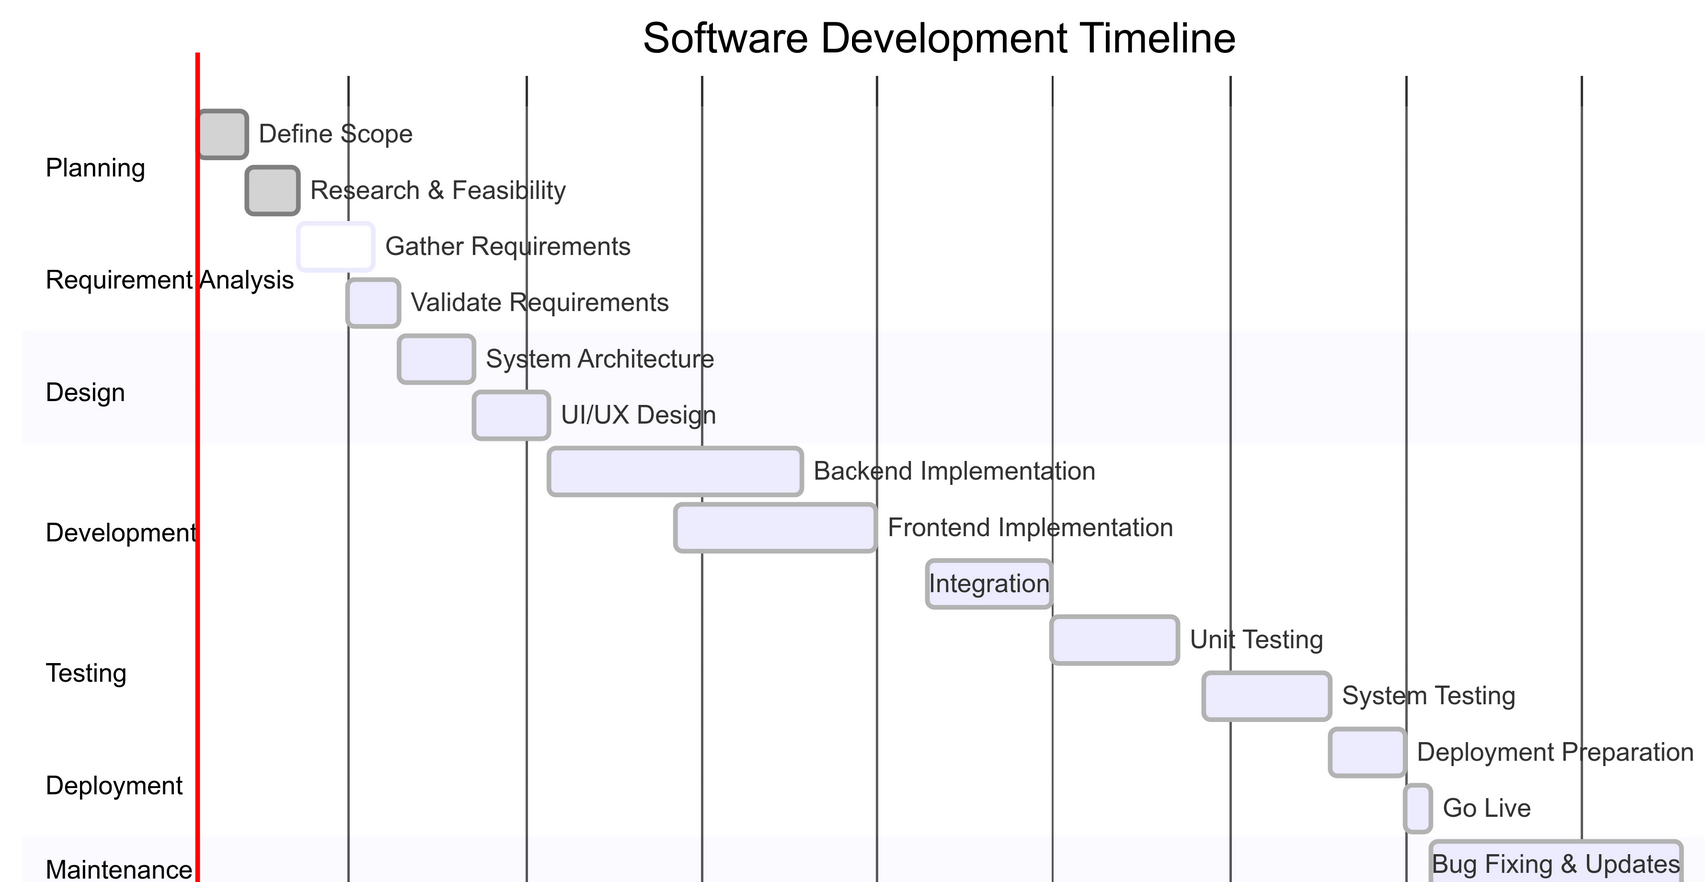 Software Development Timeline
Define Scope
Planning
Research & Feasibility
Gather Requirements
Requirement Analysis
Validate Requirements
System Architecture
Design
UI/UX Design
Backend Implementation
Development
Frontend Implementation
Integration
Unit Testing
Testing
System Testing
Deployment Preparation
Deployment
Go Live
Maintenance
Bug Fixing & Updates